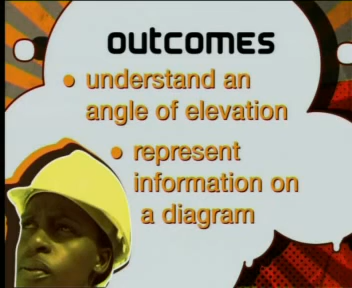 outcomes
• understand an
angle of elevation
• represent
information on
a diagram